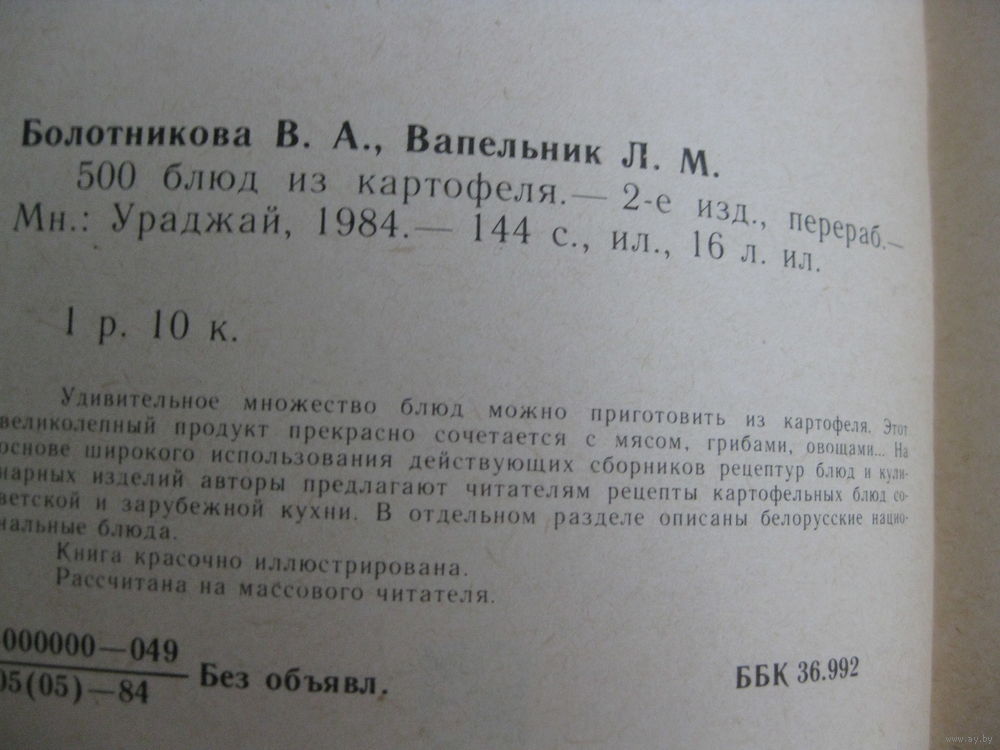 Болотникова В. А., Вапельник Л. М.
500 блюд из картофеля.— 2-е изд., перераб.—
Мн.: Ураджай, 1984.— 144 с., ил., 16 л. ил.
1 р. 10 к.
Удивительное множество блюд можно приготовить из картофеля. Этот
великолепный продукт прекрасно сочетается с мясом, грибами, овощами... На
основе широкого использования действующих сборников рецептур блюд и кули-
нарных изделий авторы предлагают читателям рецепты картофельных блюд со-
ветской и зарубежной кухни. В отдельном разделе описаны белорусские нацио-
нальные блюда.
Книга красочно иллюстрирована.
Рассчитана на массового читателя.
000000—049
05(05)—84
Без объявл.
ББК 36.992
www.ay.by